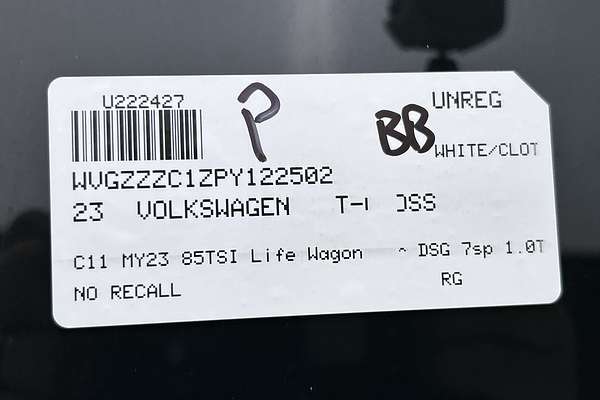 U222427
P
BB
UNREG
WHITE/CLOT
WVGZZZC1ZPY122502
23 VOLKSWAGEN
C11 MY23 85TSI Life Wagon DSG 7sp 1.0T
NO RECALL RG